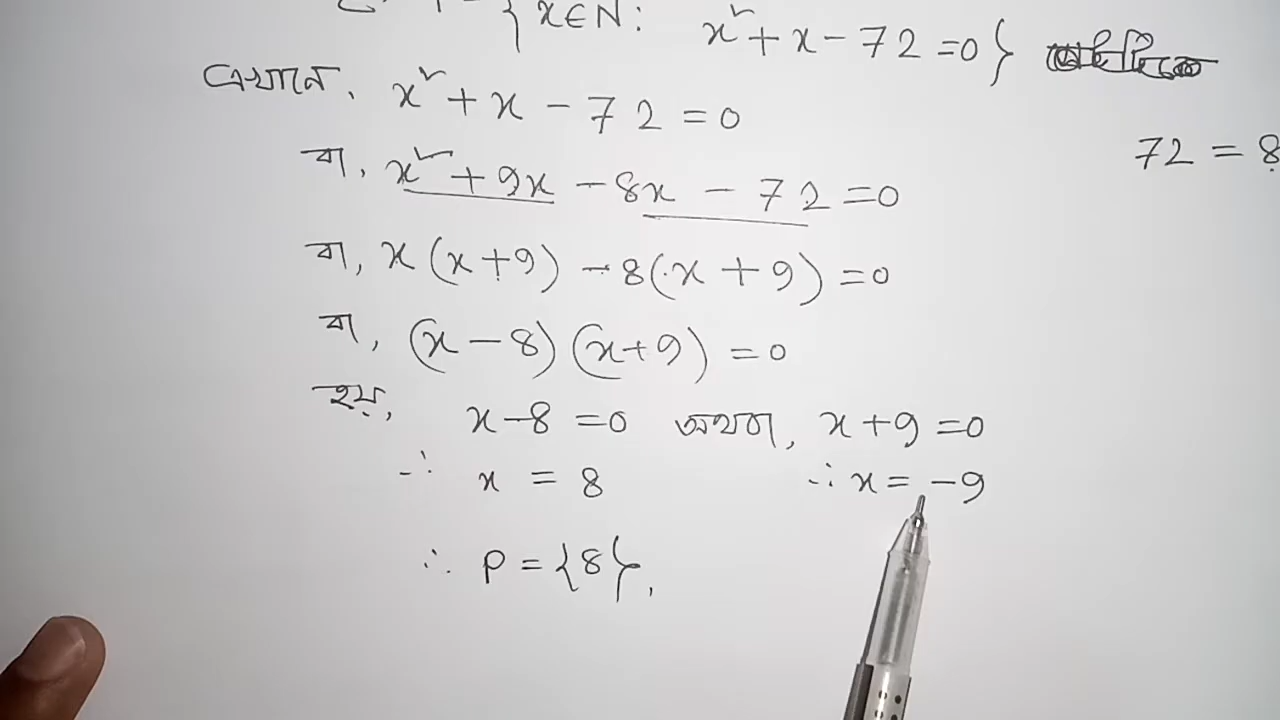 {x∈N: x² + x - 72 = 0}
এখানে, x² + x - 72 = 0
72 = 8
বা, x² + 9x - 8x - 72 = 0
বা, x(x+9) - 8(x+9) = 0
বা, (x-8)(x+9) = 0
হয়, x-8 = 0 অথবা, x+9 = 0
∴ x = 8 ∴ x = -9
∴ P = {8},